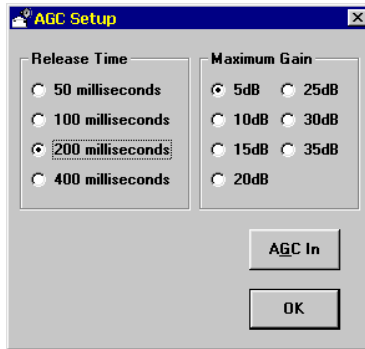 AGC Setup
Release Time
50 milliseconds
100 milliseconds
200 milliseconds
400 milliseconds
Maximum Gain
5dB 25dB
10dB 30dB
15dB 35dB
20dB
AGC In
OK